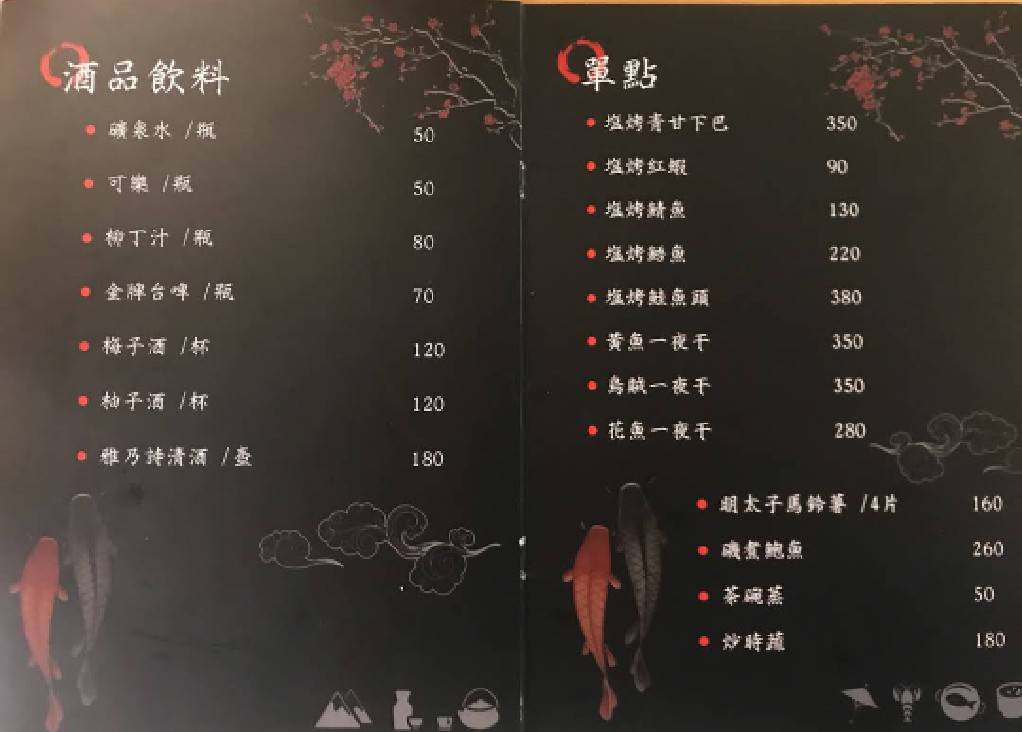 酒品飲料
礦泉水 /瓶 50
可樂 /瓶 50
柳丁汁 /瓶 80
金牌台啤 /瓶 70
梅子酒 /杯 120
柚子酒 /杯 120
雅乃詩清酒 /壺 180
單點
塩烤青甘下巴 350
塩烤紅蝦 90
塩烤鯖魚 130
塩烤魚 220
塩烤鮭魚頭 380
黃魚一夜干 350
烏賊一夜干 350
花魚一夜干 280
明太子馬鈴薯 /4片 160
磯煮鮑魚 260
茶碗蒸 50
炒時蔬 180